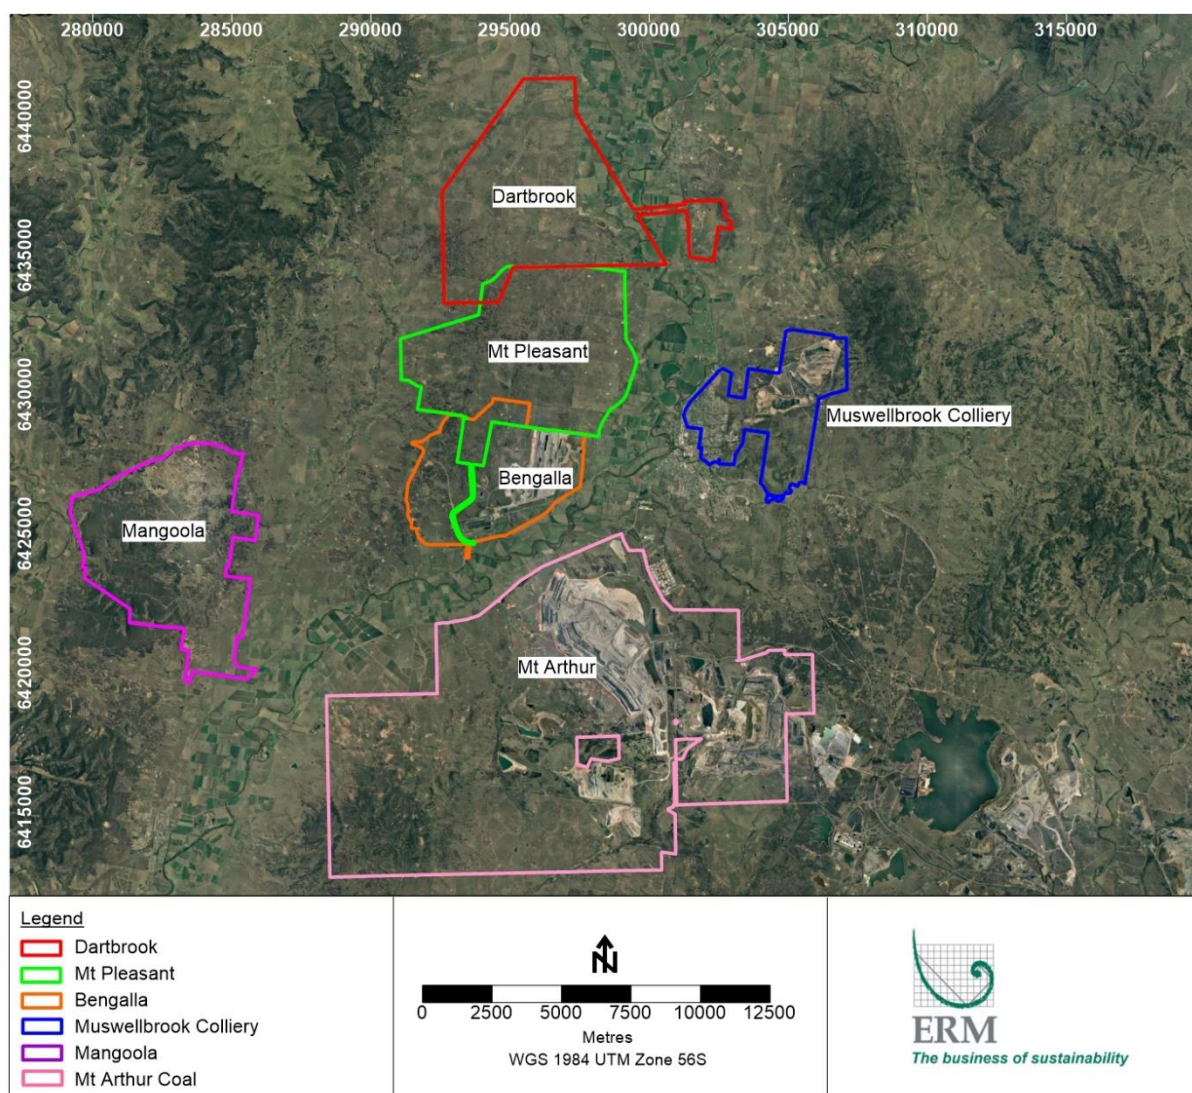 280000 285000 290000 295000 300000 305000 310000 315000
6440000
6435000
6430000
6425000
6420000
6415000
Dartbrook
Mt Pleasant
Muswellbrook Colliery
Bengalla
Mangoola
Mt Arthur
Legend
Dartbrook
Mt Pleasant
Bengalla
Muswellbrook Colliery
Mangoola
Mt Arthur Coal
N
0 2500 5000 7500 10000 12500
Metres
WGS 1984 UTM Zone 56S
ERM
The business of sustainability